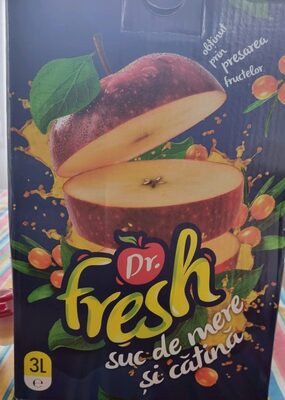 obținut
prin
presarea
fructelor
Dr.
fresh
suc de mere
și cătină
3L
e